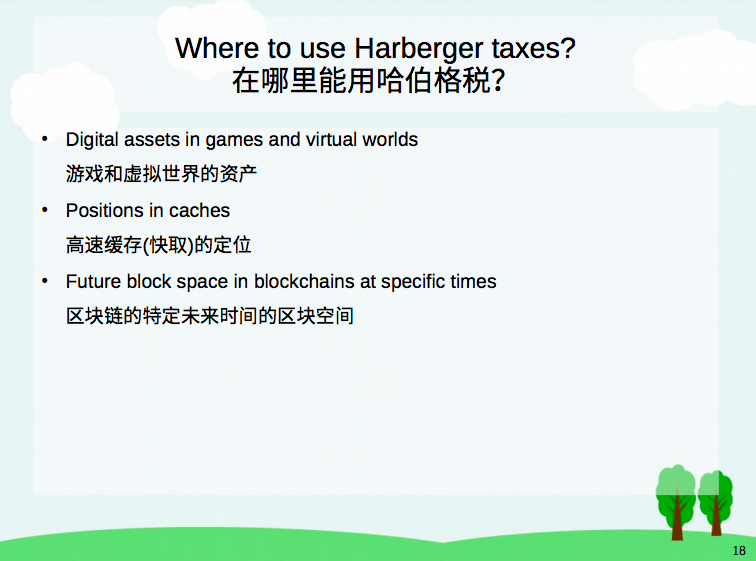 Where to use Harberger taxes?
在哪里能用哈伯格税？
• Digital assets in games and virtual worlds
游戏和虚拟世界的资产
• Positions in caches
高速缓存(快取)的定位
• Future block space in blockchains at specific times
区块链的特定未来时间的区块空间
18